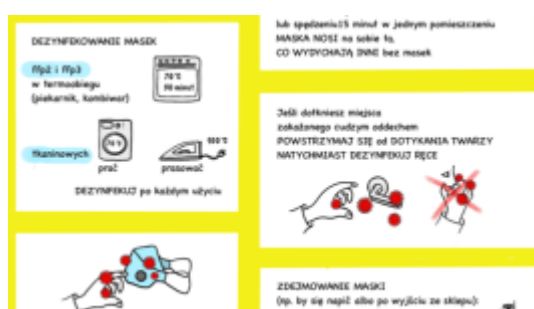 DEZYNFEKOWANIE MASEK
ffp2 i ffp3
w termoobiegu
(piekarnik, kombiwar)
70°C
tkaninowych
prać
prasować
DEZYNFEKUJ po każdym użyciu
lub spędzeniu 15 minut w jednym pomieszczeniu
MASKA NOSI na sobie to,
CO WYDYCHAJĄ INNI bez masek
Jeśli dotkniesz miejsca
zakażonego cudzym oddechem
POWSTRZYMAJ SIĘ od DOTYKANIA TWARZY
NATYCHMIAST DEZYNFEKUJ RĘCE
ZDEJMOWANIE MASKI
(np. by się napić albo po wyjściu ze sklepu):